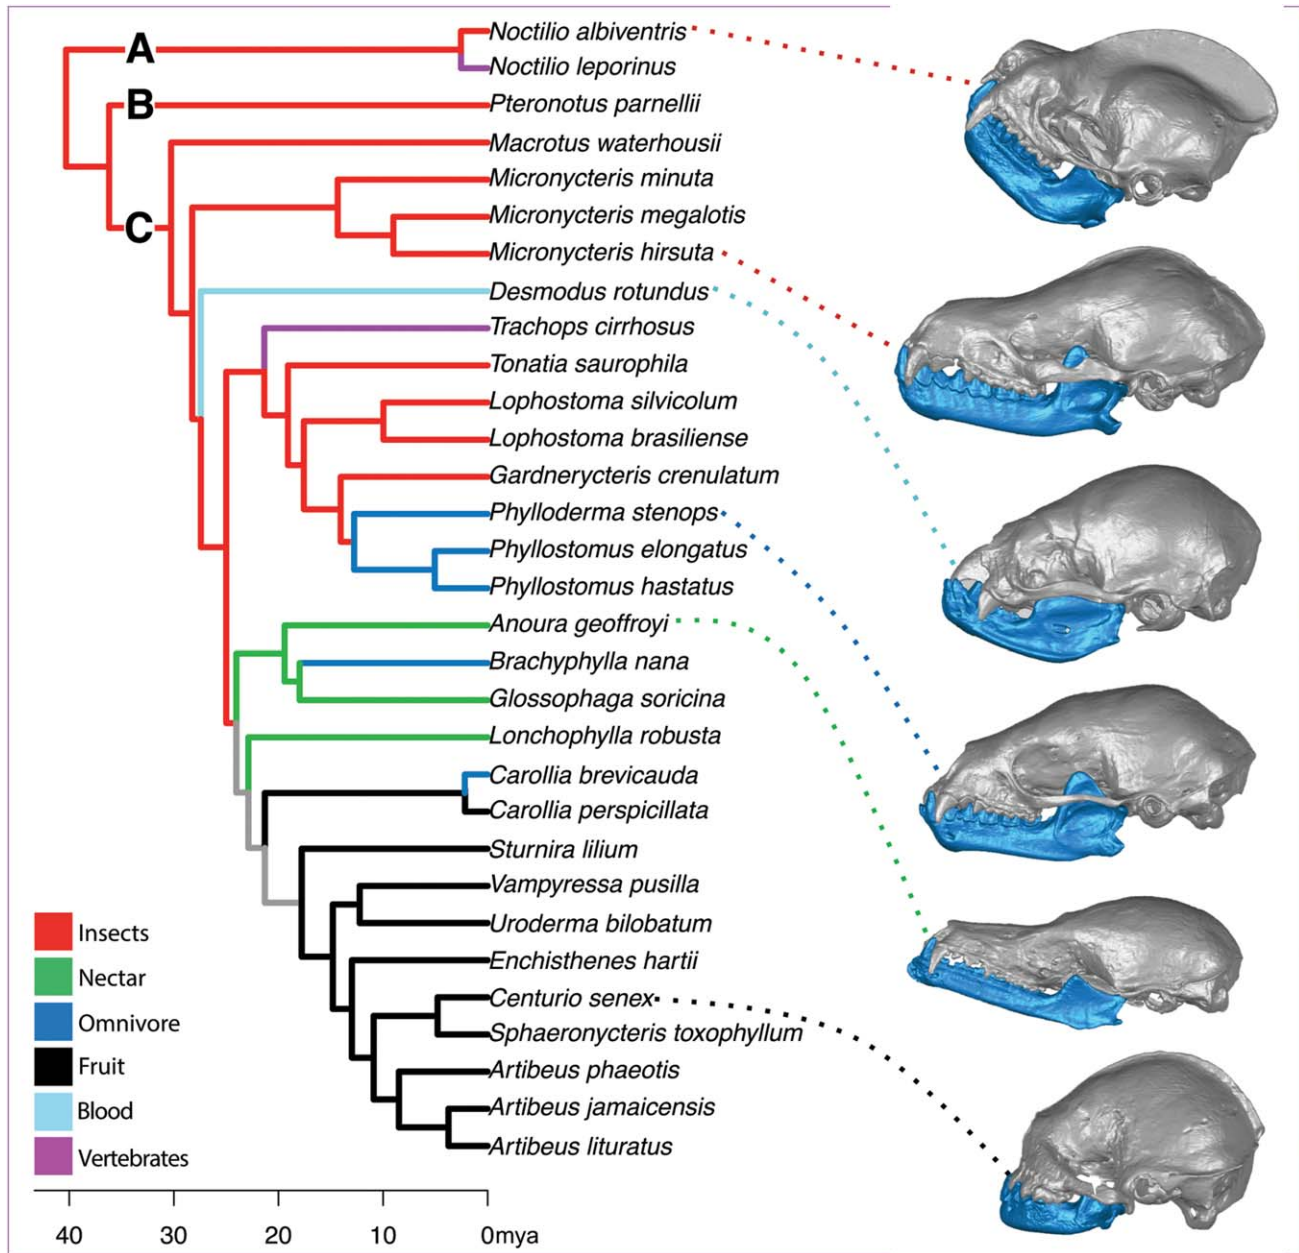 A
Noctilio albiventris
Noctilio leporinus
B
Pteronotus parnellii
Macrotus waterhousii
Micronycteris minuta
Micronycteris megalotis
C
Micronycteris hirsuta
Desmodus rotundus
Trachops cirrhosus
Tonatia saurophila
Lophostoma silvicolum
Lophostoma brasiliense
Gardnerycteris crenulatum
Phylloderma stenops
Phyllostomus elongatus
Phyllostomus hastatus
Anoura geoffroyi
Brachyphylla nana
Glossophaga soricina
Lonchophylla robusta
Carollia brevicauda
Carollia perspicillata
Sturnira lilium
Vampyressa pusilla
Uroderma bilobatum
Enchisthenes hartii
Centurio senex
Sphaeronycteris toxophyllum
Artibeus phaeotis
Artibeus jamaicensis
Artibeus lituratus
Insects
Nectar
Omnivore
Fruit
Blood
Vertebrates
40 30 20 10 0mya